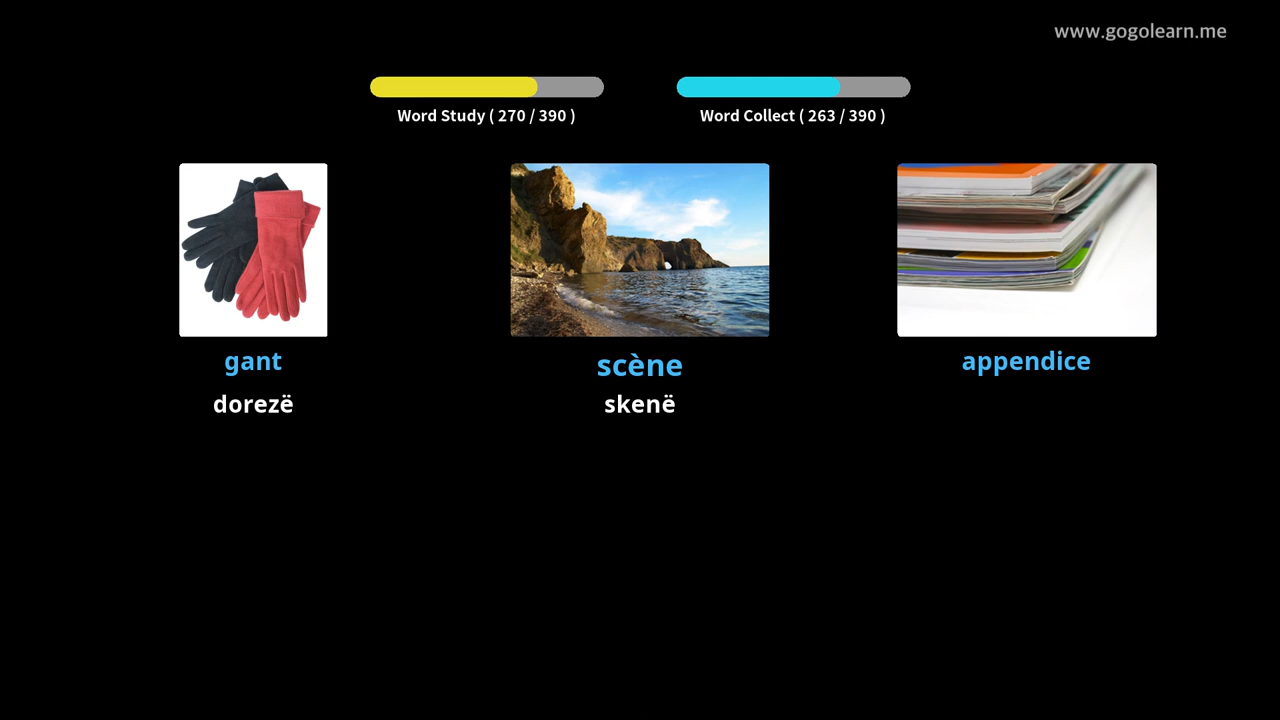 www.gogolearn.me
Word Study ( 270 / 390 )
Word Collect ( 263 / 390 )
gant
dorezë
scène
skenë
appendice